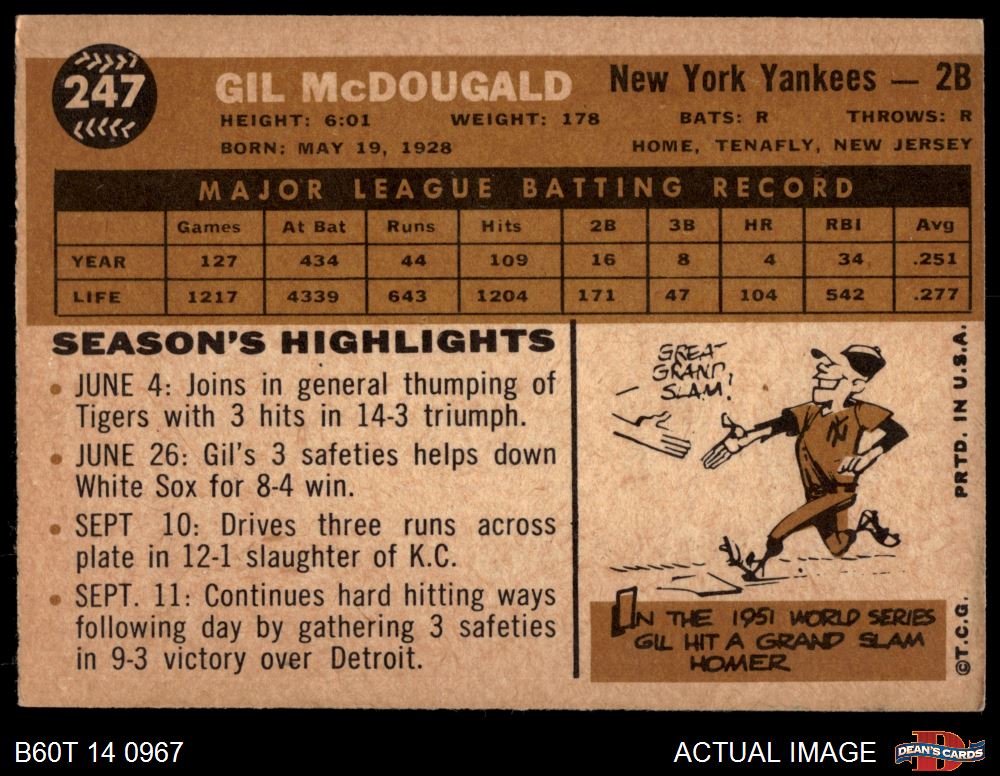 247
GIL McDOUGALD
New York Yankees — 2B
HEIGHT: 6:01 WEIGHT: 178 BATS: R THROWS: R
BORN: MAY 19, 1928 HOME, TENAFLY, NEW JERSEY
MAJOR LEAGUE BATTING RECORD
Games At Bat Runs Hits 2B 3B HR RBI Avg
YEAR 127 434 44 109 16 8 4 34 .251
LIFE 1217 4339 643 1204 171 47 104 542 .277
SEASON'S HIGHLIGHTS
• JUNE 4: Joins in general thumping of
Tigers with 3 hits in 14-3 triumph.
• JUNE 26: Gil's 3 safeties helps down
White Sox for 8-4 win.
• SEPT 10: Drives three runs across
plate in 12-1 slaughter of K.C.
• SEPT. 11: Continues hard hitting ways
following day by gathering 3 safeties
in 9-3 victory over Detroit.
GREAT
GRAND
SLAM!
NY
IN THE 1951 WORLD SERIES
GIL HIT A GRAND SLAM
HOMER
©T.C.G. PRTD. IN U.S.A.
B60T 14 0967
ACTUAL IMAGE
D
DEAN'S CARDS